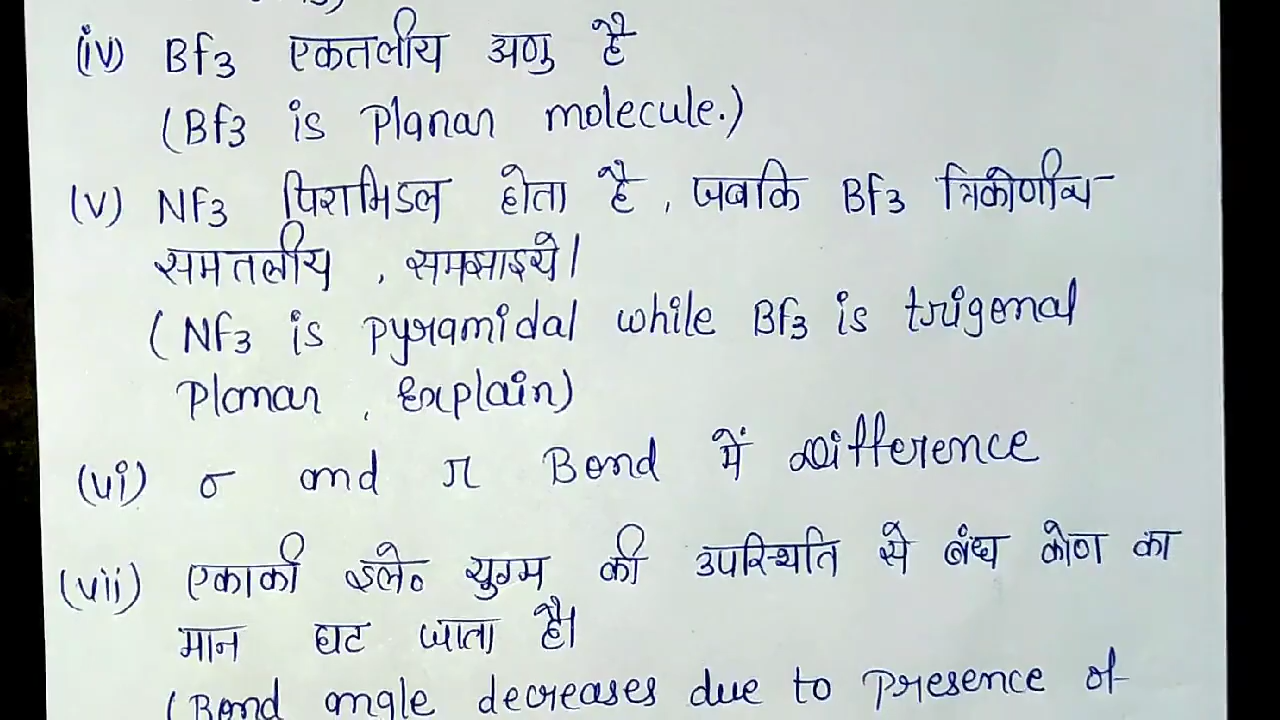 (iv) Bf3 एकतलीय अणु है
(Bf3 is Planar molecule.)
(v) Nf3 पिरामिडल होता है, जबकि Bf3 त्रिकोणीय
समतलीय, समझाइये।
(Nf3 is pyramidal while Bf3 is trigonal
Planar, Explain)
(vi) σ and π Bond में Difference
(vii) एकाकी इले० युग्म की उपस्थिति से बंध कोण का
मान घट जाता है।
(Bond angle decreases due to Presence of